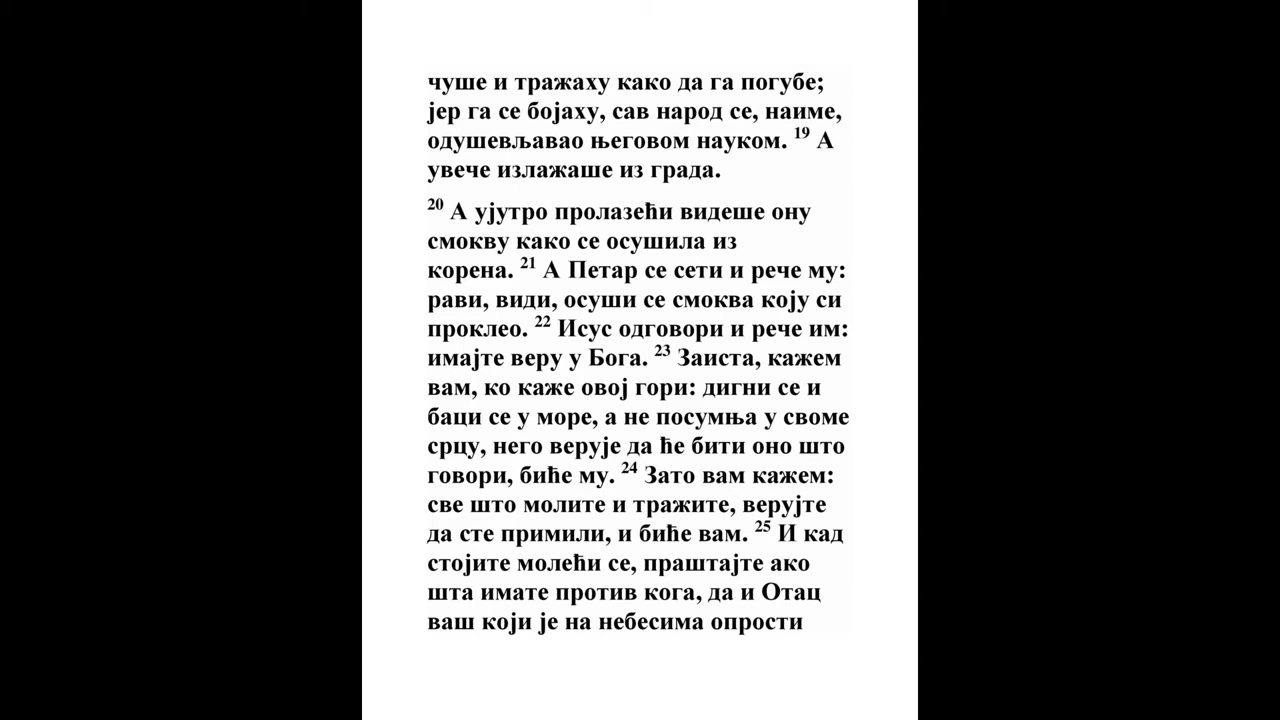 чуше и тражаху како да га погубе;
јер га се бојаху, сав народ се, наиме,
одушевљавао његовом науком. 19 А
увече излажаше из града.
20 А ујутро пролазећи видеше ону
смокву како се осушила из
корена. 21 А Петар се сети и рече му:
рави, види, осуши се смоква коју си
проклео. 22 Исус одговори и рече им:
имајте веру у Бога. 23 Заиста, кажем
вам, ко каже овој гори: дигни се и
баци се у море, а не посумња у своме
срцу, него верује да ће бити оно што
говори, биће му. 24 Зато вам кажем:
све што молите и тражите, верујте
да сте примили, и биће вам. 25 И кад
стојите молећи се, праштајте ако
шта имате против кога, да и Отац
ваш који је на небесима опрости